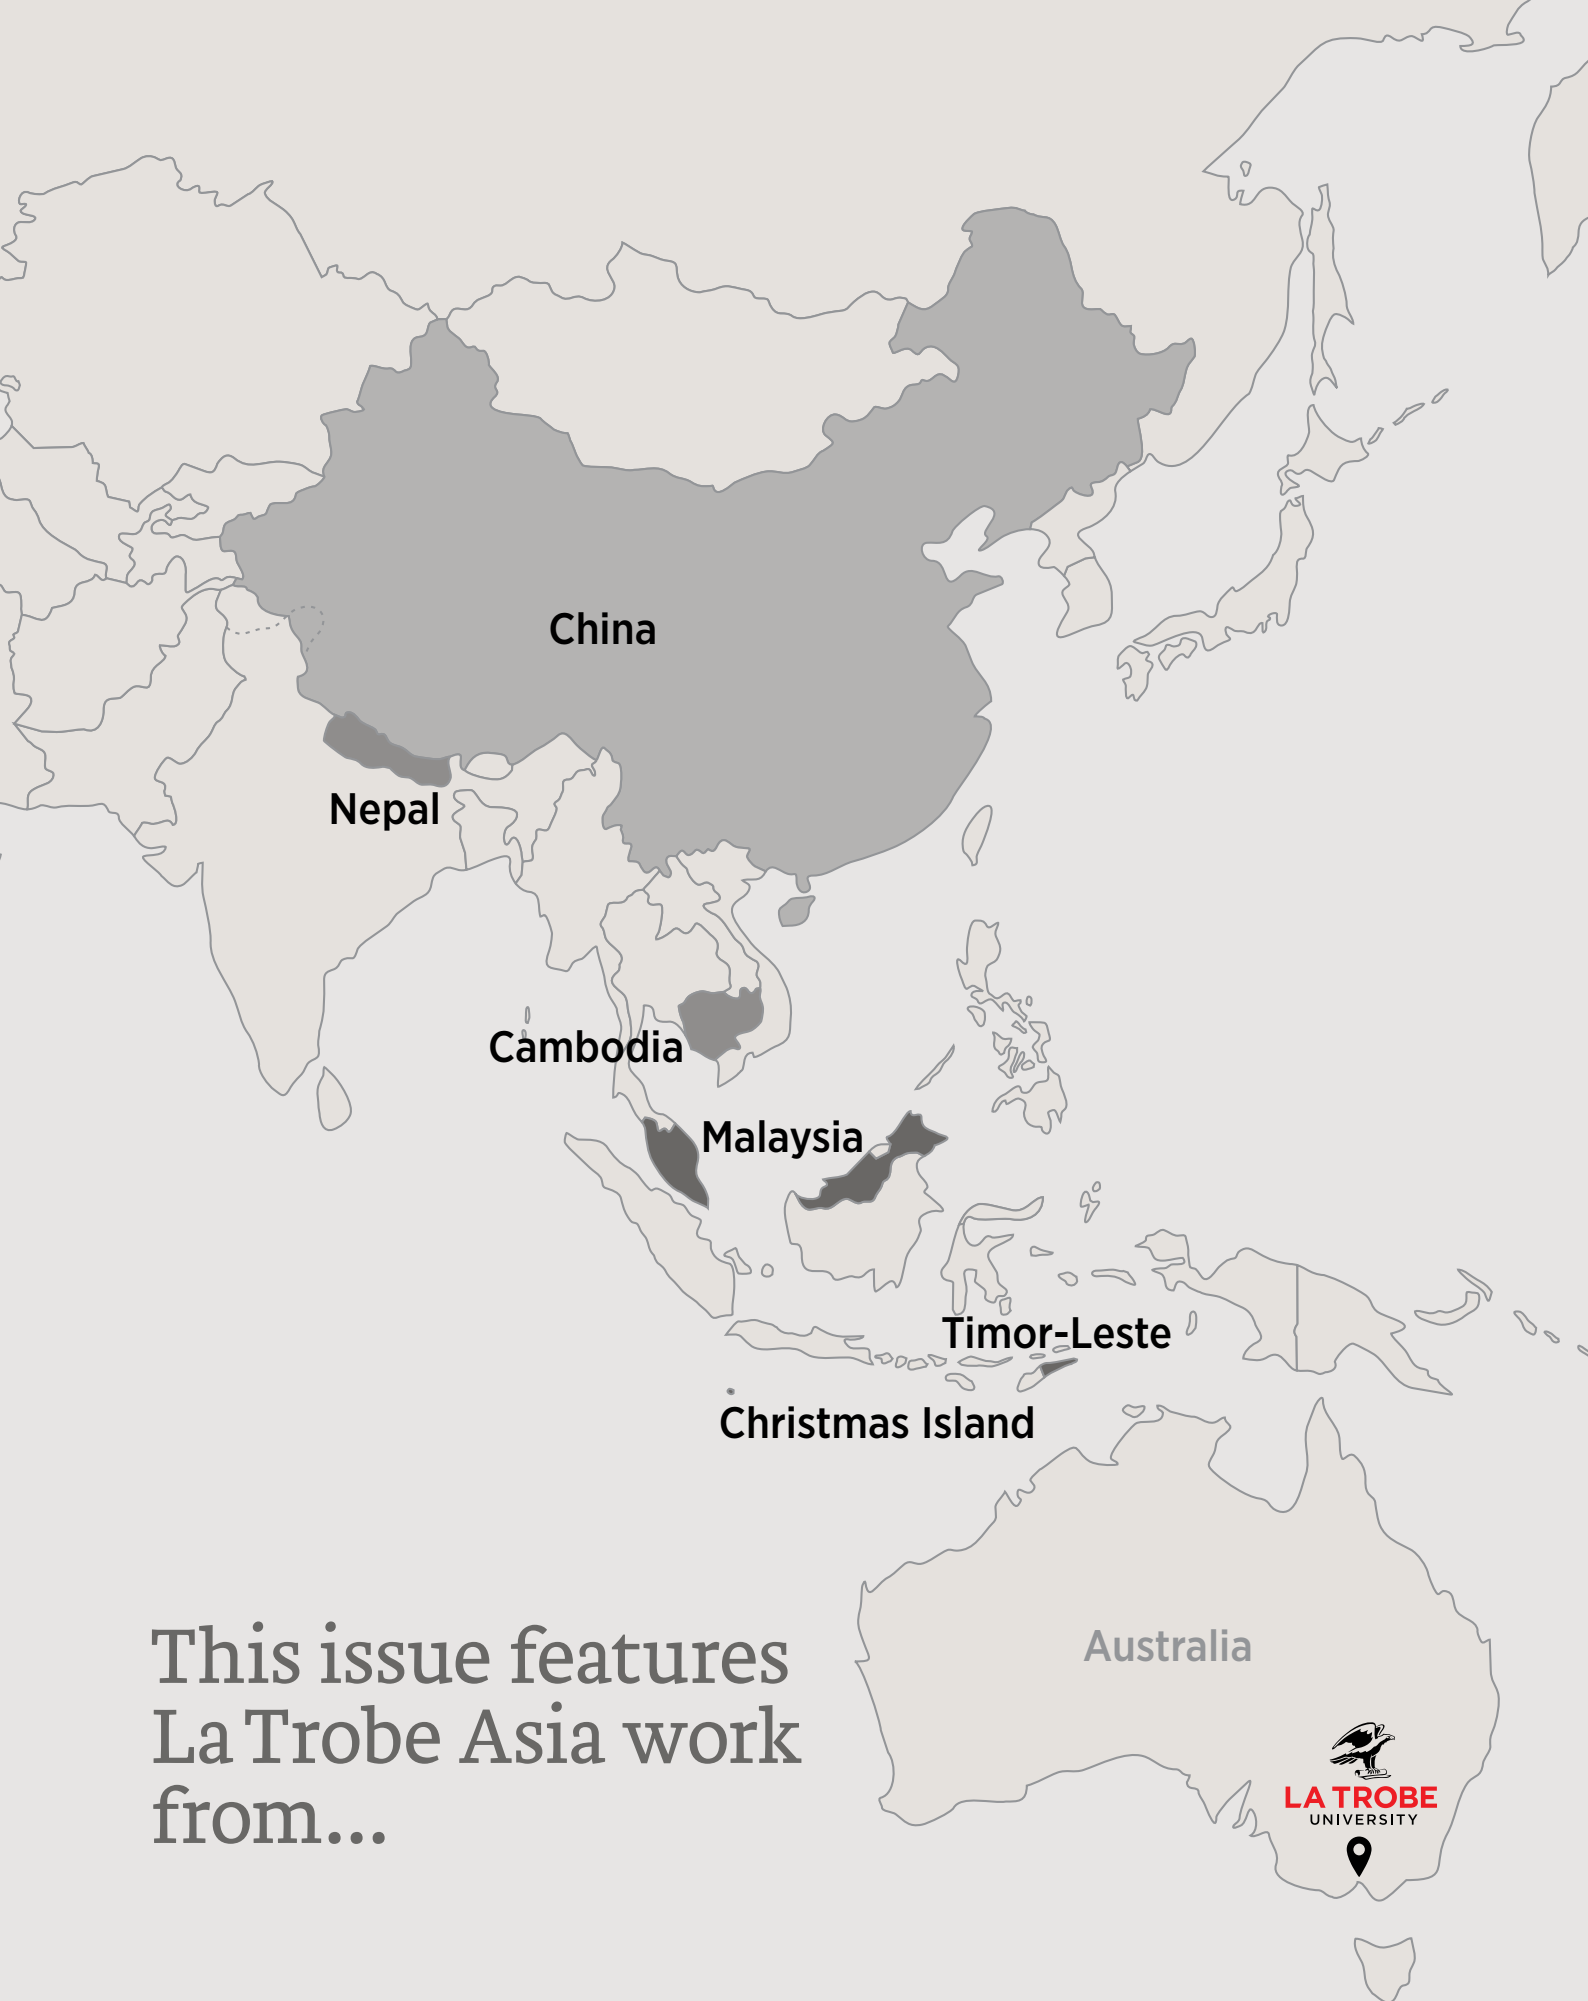 China
Nepal
Cambodia
Malaysia
Timor-Leste
Christmas Island
Australia
This issue features
La Trobe Asia work
from...
LA TROBE
UNIVERSITY